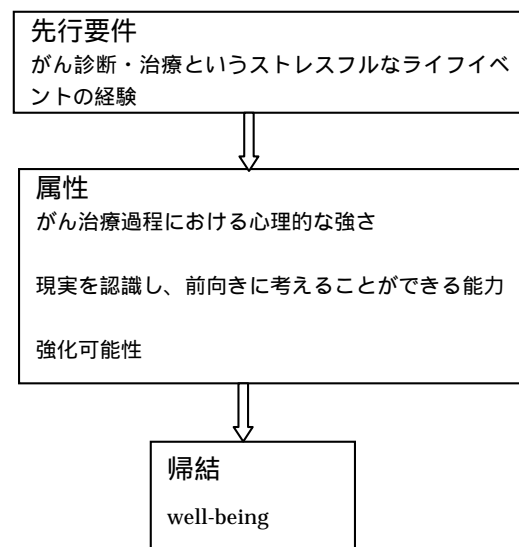 先行要件
がん診断・治療というストレスフルなライフイベ
ントの経験
属性
がん治療過程における心理的な強さ
現実を認識し、前向きに考えることができる能力
強化可能性
帰結
well-being